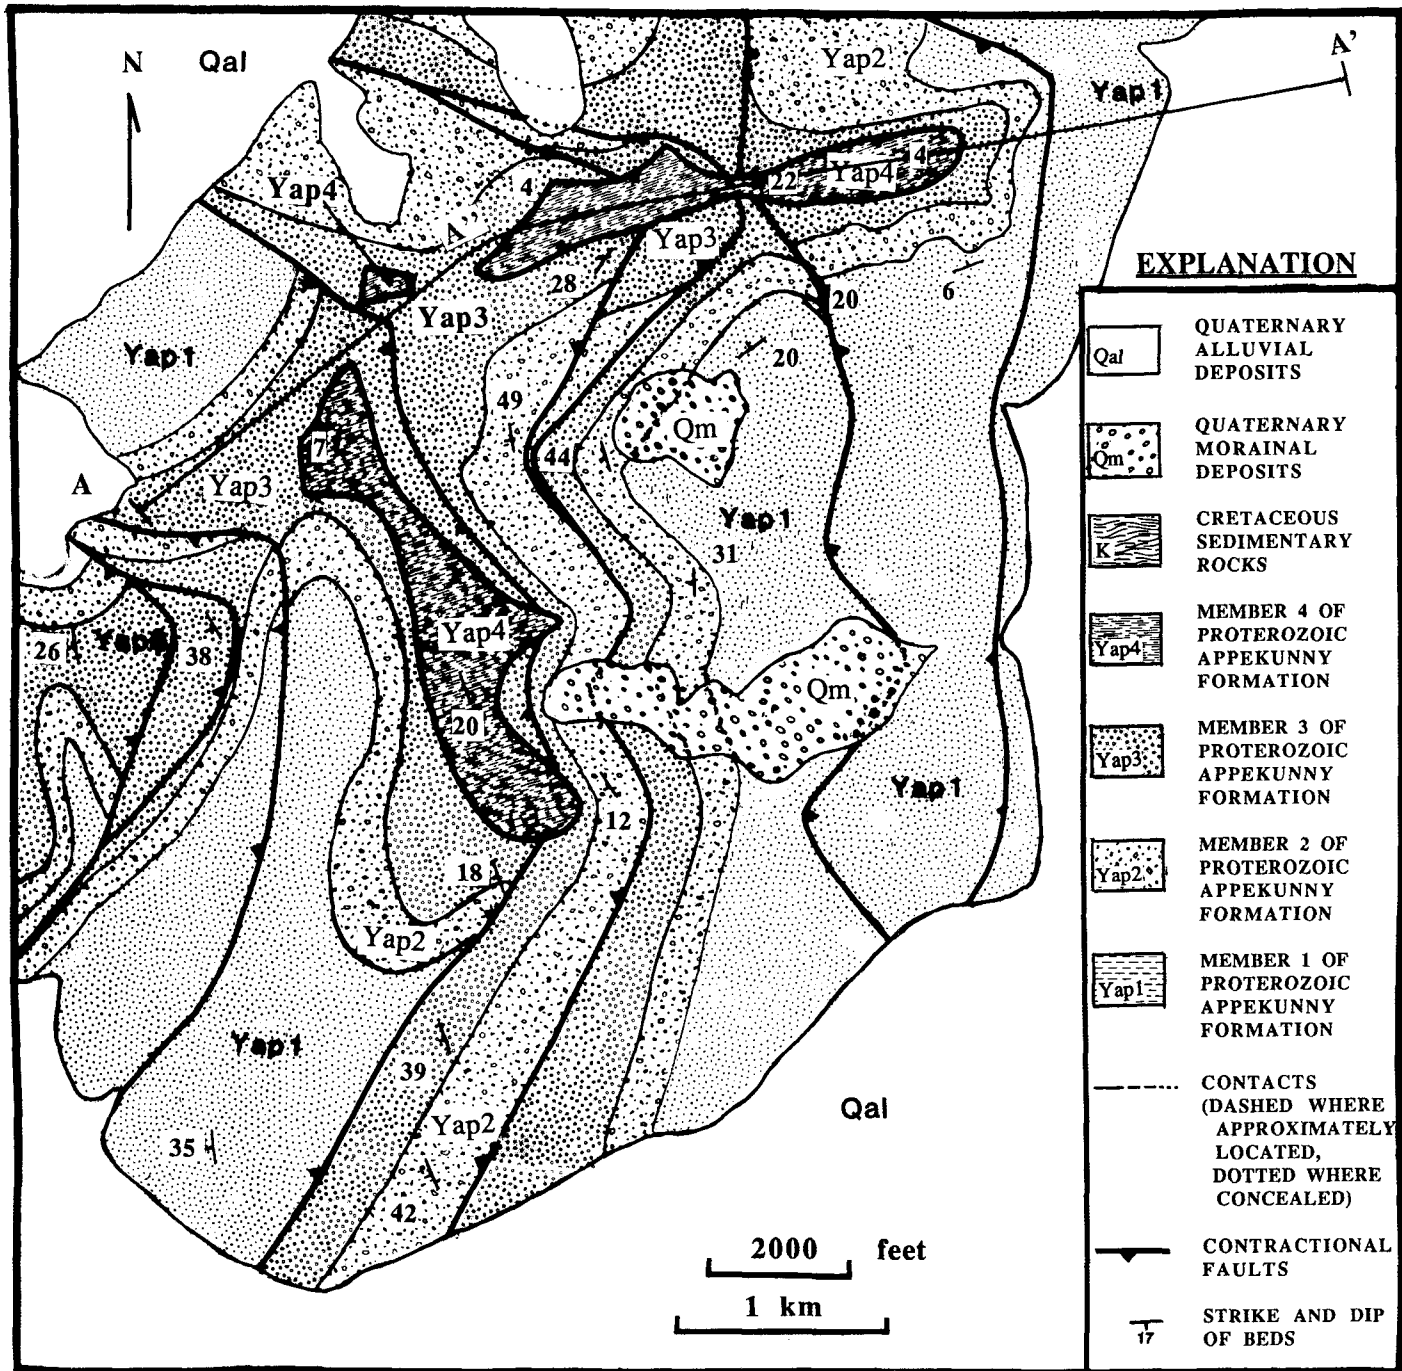 N
Qal
Yap2
A'
Yap1
Yap4
4
22
Yap4
4
A'
Yap3
28
Yap3
6
20
Yap1
20
49
Qm
7
44
A
Yap3
Yap1
31
26
38
Yap4
Qm
20
Yap1
12
18
Yap2
Yap1
39
Yap2
35
42
Qal
2000 feet
1 km
EXPLANATION
Qal
QUATERNARY
ALLUVIAL
DEPOSITS
Qm
QUATERNARY
MORAINAL
DEPOSITS
K
CRETACEOUS
SEDIMENTARY
ROCKS
Yap4
MEMBER 4 OF
PROTEROZOIC
APPEKUNNY
FORMATION
Yap3
MEMBER 3 OF
PROTEROZOIC
APPEKUNNY
FORMATION
Yap2
MEMBER 2 OF
PROTEROZOIC
APPEKUNNY
FORMATION
Yap1
MEMBER 1 OF
PROTEROZOIC
APPEKUNNY
FORMATION
CONTACTS
(DASHED WHERE
APPROXIMATELY
LOCATED,
DOTTED WHERE
CONCEALED)
CONTRACTIONAL
FAULTS
17
STRIKE AND DIP
OF BEDS